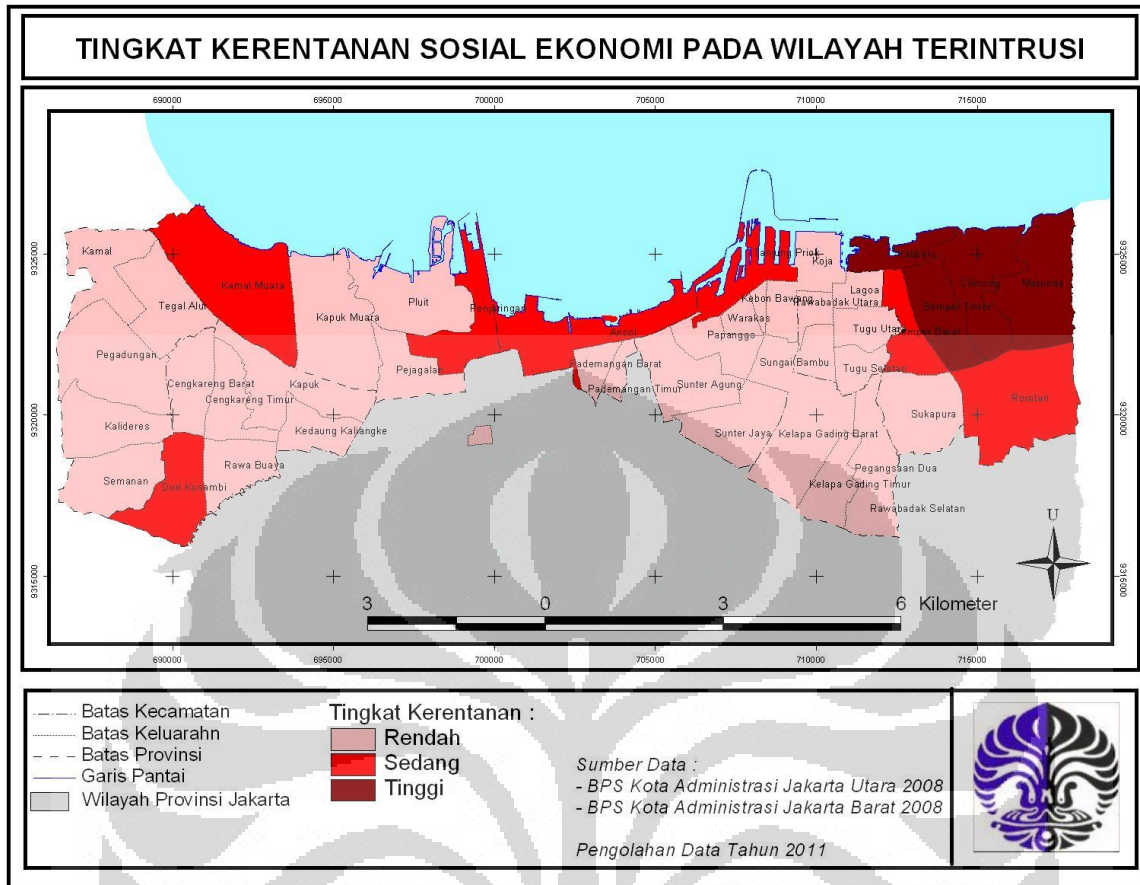 TINGKAT KERENTANAN SOSIAL EKONOMI PADA WILAYAH TERINTRUSI
690000 695000 700000 705000 710000 715000
9325000 9325000
9320000 9320000
9315000 9315000
Kamal
Kamal Muara
Tegal Alur
Kapuk Muara
Pluit
Penjaringan
Ancol
Tanjung Priok
Koja
Kalibaru
Cilincing
Marunda
Lagoa
Kebon Bawang
Rawabadak Utara
Semper Timur
Warakas
Papanggo
Tugu Utara
Semper Barat
Pegadungan
Cengkareng Barat
Kapuk
Cengkareng Timur
Pejagalan
Pademangan Barat
Pademangan Timur
Sunter Agung
Sungai Bambu
Tugu Selatan
Sukapura
Rorotan
Kalideres
Kedaung Kaliangke
Sunter Jaya
Kelapa Gading Barat
Semanan
Duri Kosambi
Rawa Buaya
Pegangsaan Dua
Kelapa Gading Timur
Rawabadak Selatan
U
3 0 3 6 Kilometer
690000 695000 700000 705000 710000 715000
Batas Kecamatan
Batas Keluarahn
Batas Provinsi
Garis Pantai
Wilayah Provinsi Jakarta
Tingkat Kerentanan :
Rendah
Sedang
Tinggi
Sumber Data :
- BPS Kota Administrasi Jakarta Utara 2008
- BPS Kota Administrasi Jakarta Barat 2008
Pengolahan Data Tahun 2011